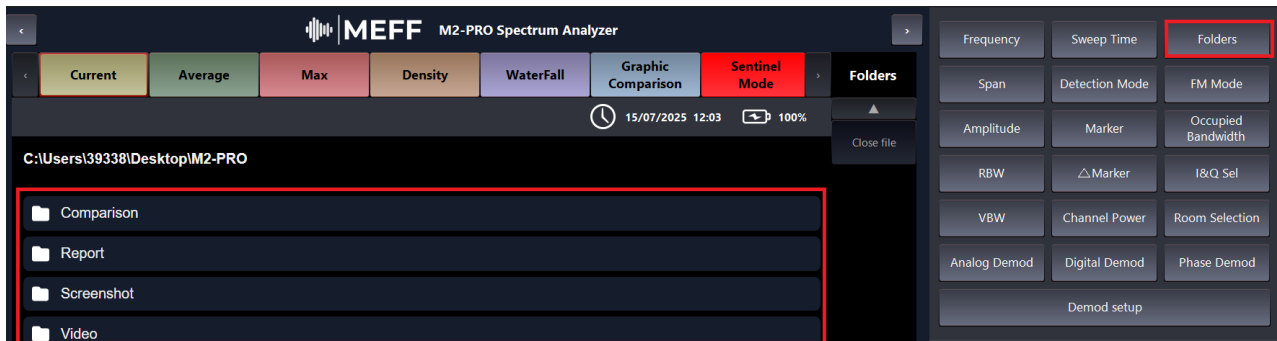 MEFF M2-PRO Spectrum Analyzer
Current
Average
Max
Density
WaterFall
Graphic
Comparison
Sentinel
Mode
Folders
15/07/2025 12:03 100%
Close file
C:\Users\39338\Desktop\M2-PRO
Comparison
Report
Screenshot
Video
Frequency
Sweep Time
Folders
Span
Detection Mode
FM Mode
Amplitude
Marker
Occupied
Bandwidth
RBW
△Marker
I&Q Sel
VBW
Channel Power
Room Selection
Analog Demod
Digital Demod
Phase Demod
Demod setup